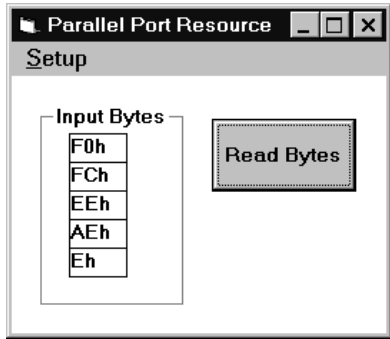 Parallel Port Resource
Setup
Input Bytes
F0h
FCh
EEh
AEh
Eh
Read Bytes